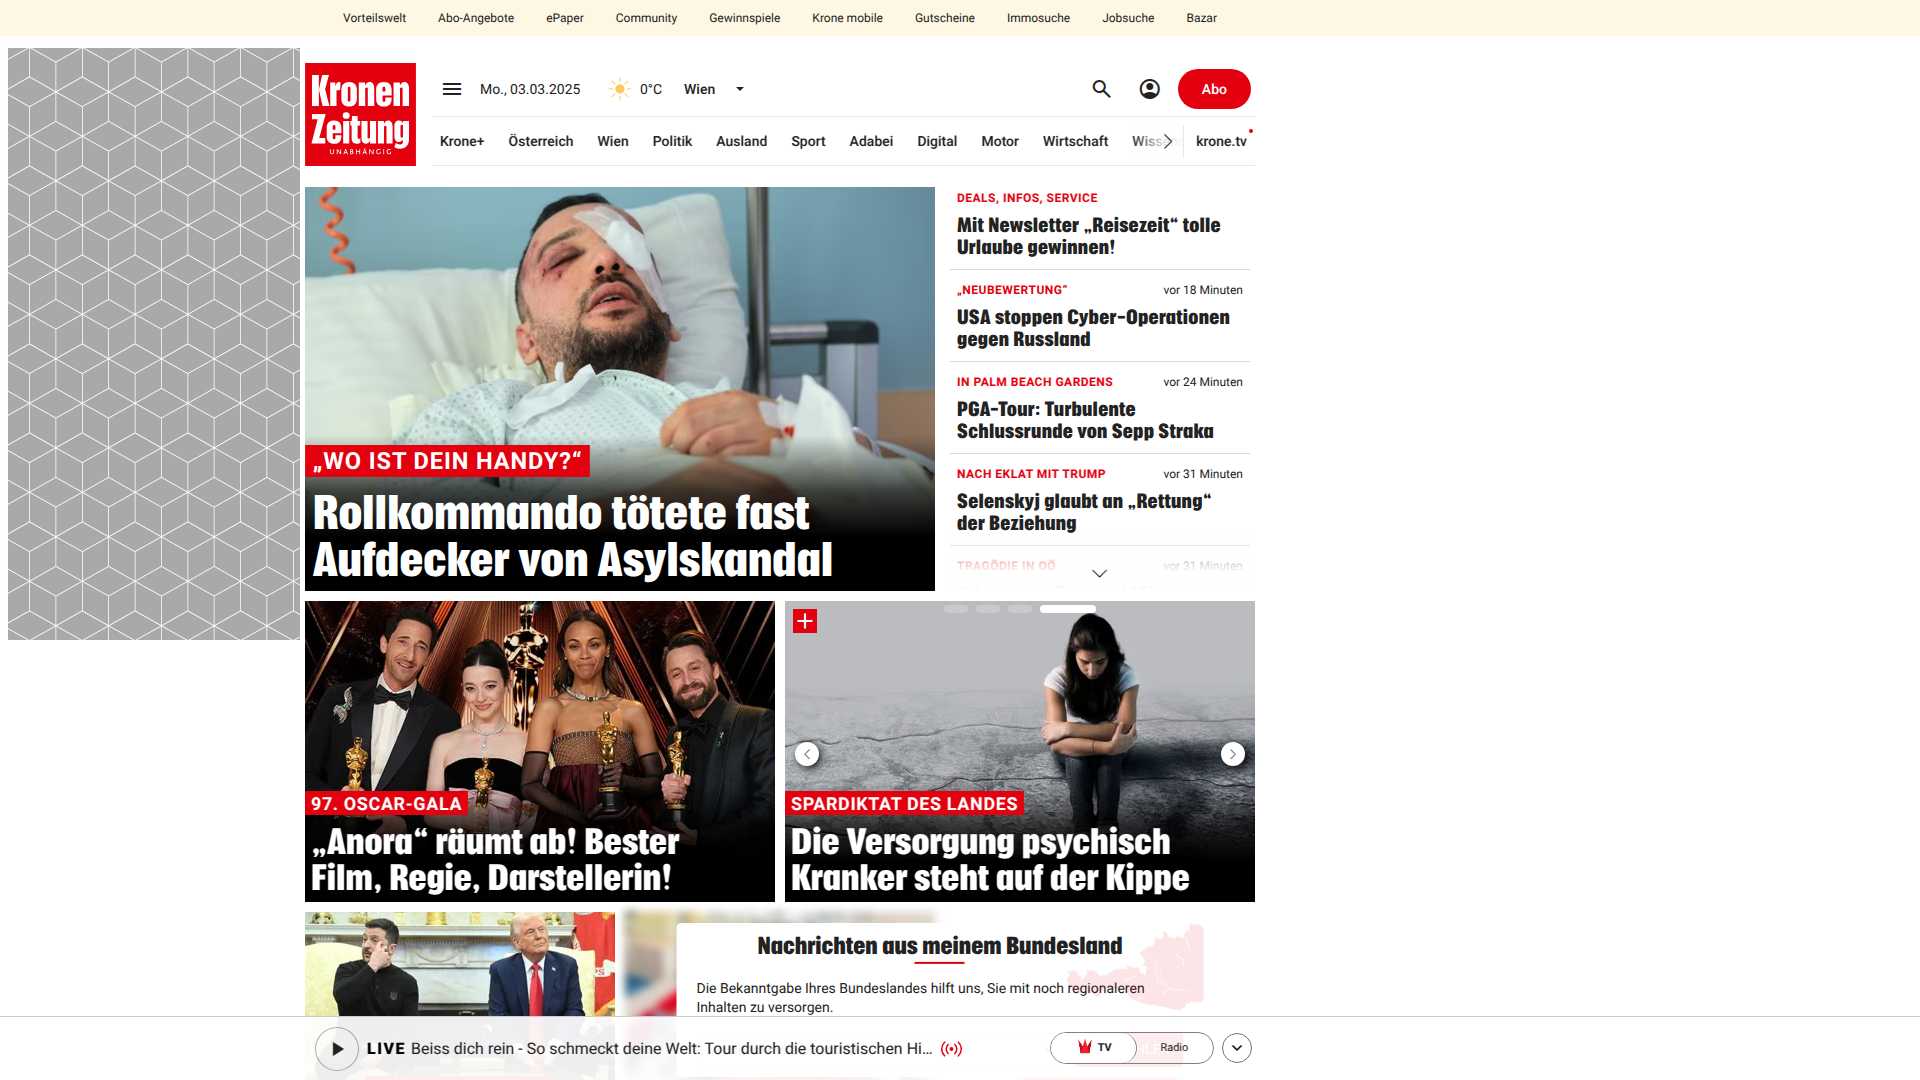 Vorteilswelt Abo-Angebote ePaper Community Gewinnspiele Krone mobile Gutscheine Immosuche Jobsuche Bazar
Kronen
Zeitung
UNABHÄNGIG
Mo., 03.03.2025 0°C Wien
Abo
Krone+ Österreich Wien Politik Ausland Sport Adabei Digital Motor Wirtschaft krone.tv
„WO IST DEIN HANDY?“
Rollkommando tötete fast
Aufdecker von Asylskandal
DEALS, INFOS, SERVICE
Mit Newsletter „Reisezeit“ tolle
Urlaube gewinnen!
„NEUBEWERTUNG“ vor 18 Minuten
USA stoppen Cyber-Operationen
gegen Russland
IN PALM BEACH GARDENS vor 24 Minuten
PGA-Tour: Turbulente
Schlussrunde von Sepp Straka
NACH EKLAT MIT TRUMP vor 31 Minuten
Selenskyj glaubt an „Rettung“
der Beziehung
TRAGÖDIE IN OÖ vor 31 Minuten
97. OSCAR-GALA
„Anora“ räumt ab! Bester
Film, Regie, Darstellerin!
SPARDIKTAT DES LANDES
Die Versorgung psychisch
Kranker steht auf der Kippe
Nachrichten aus meinem Bundesland
Die Bekanntgabe Ihres Bundeslandes hilft uns, Sie mit noch regionaleren
Inhalten zu versorgen.
LIVE Beiss dich rein - So schmeckt deine Welt: Tour durch die touristischen Hi...
TV Radio